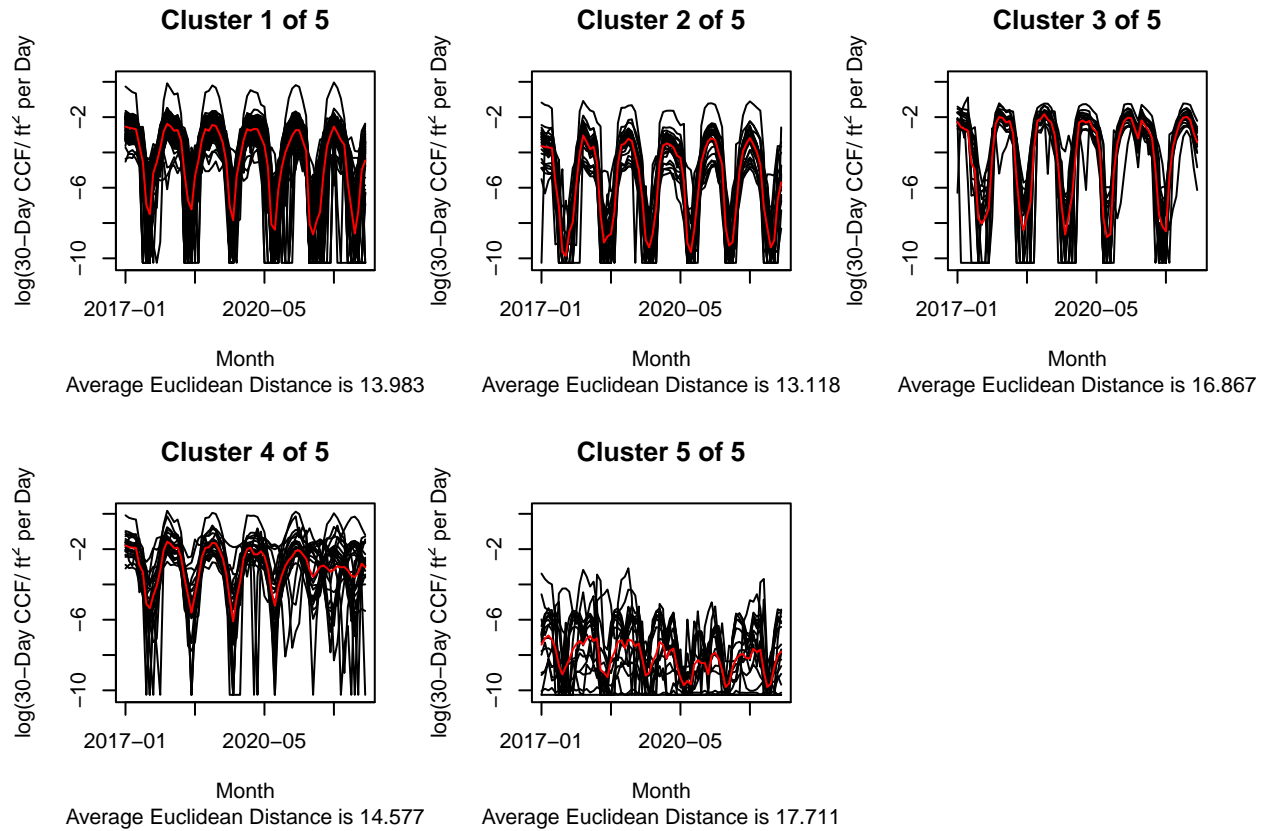 Cluster 1 of 5
log(30−Day CCF/ ft² per Day
−2
−6
−10
2017−01
2020−05
Month
Average Euclidean Distance is 13.983
Cluster 2 of 5
log(30−Day CCF/ ft² per Day
−2
−6
−10
2017−01
2020−05
Month
Average Euclidean Distance is 13.118
Cluster 3 of 5
log(30−Day CCF/ ft² per Day
−2
−6
−10
2017−01
2020−05
Month
Average Euclidean Distance is 16.867
Cluster 4 of 5
log(30−Day CCF/ ft² per Day
−2
−6
−10
2017−01
2020−05
Month
Average Euclidean Distance is 14.577
Cluster 5 of 5
log(30−Day CCF/ ft² per Day
−2
−6
−10
2017−01
2020−05
Month
Average Euclidean Distance is 17.711